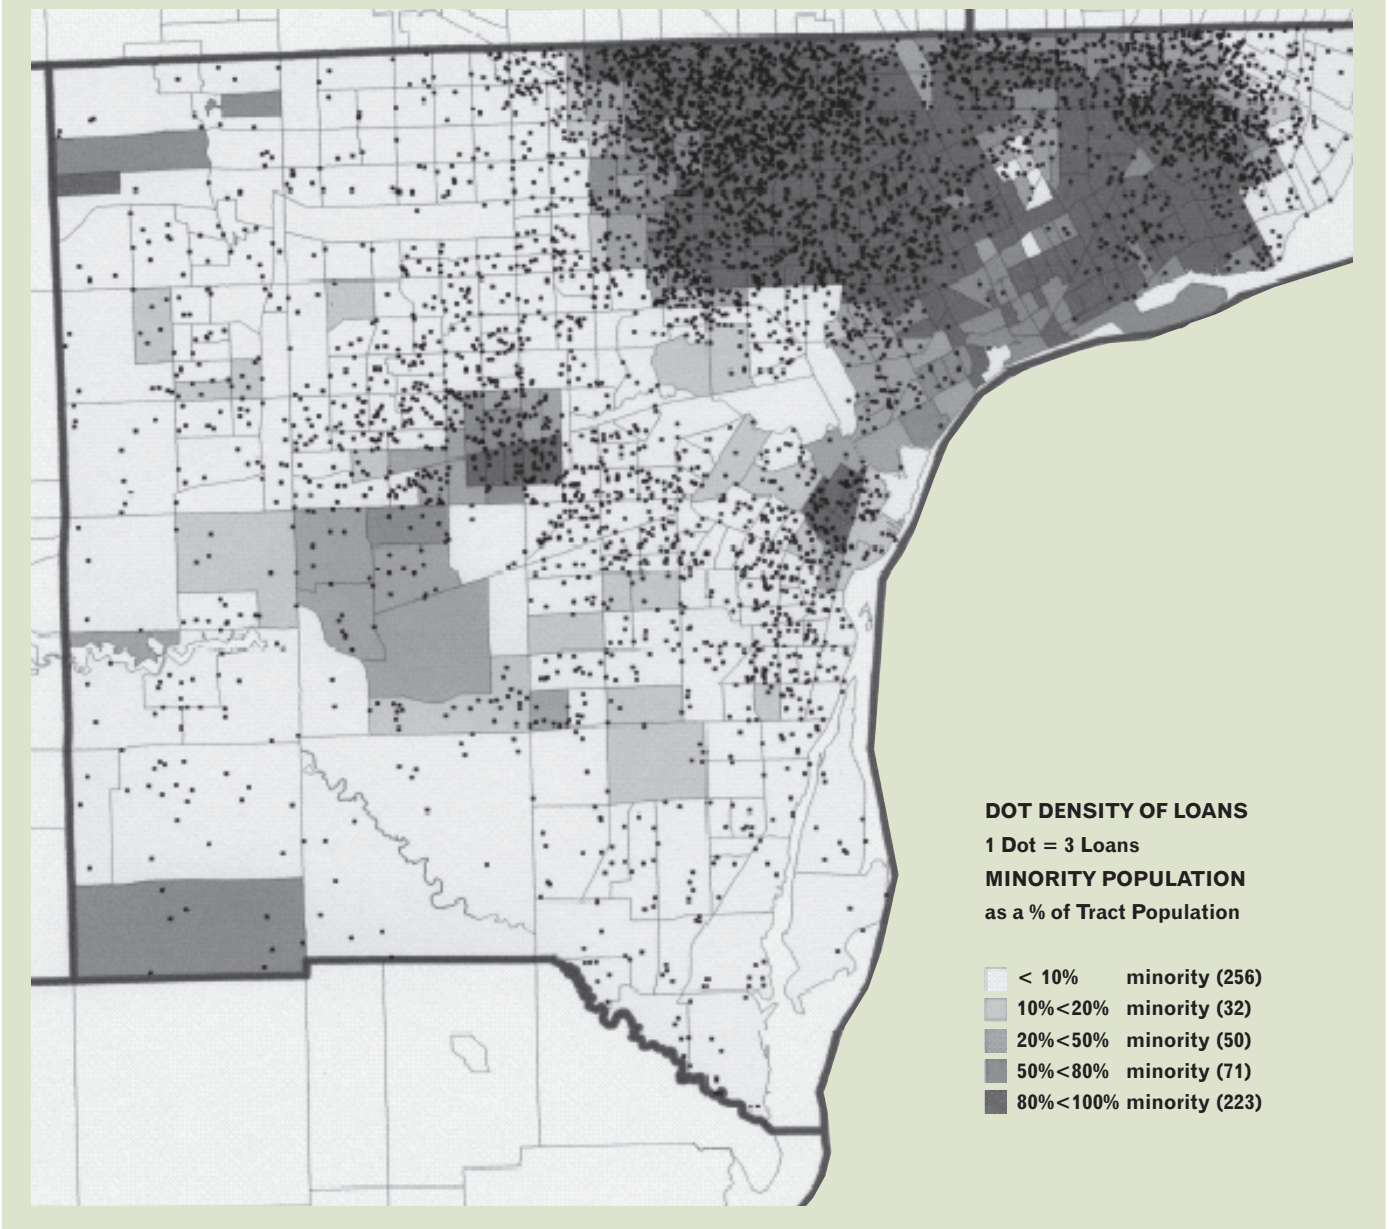 DOT DENSITY OF LOANS
1 Dot = 3 Loans
MINORITY POPULATION
as a % of Tract Population
< 10% minority (256)
10%<20% minority (32)
20%<50% minority (50)
50%<80% minority (71)
80%<100% minority (223)